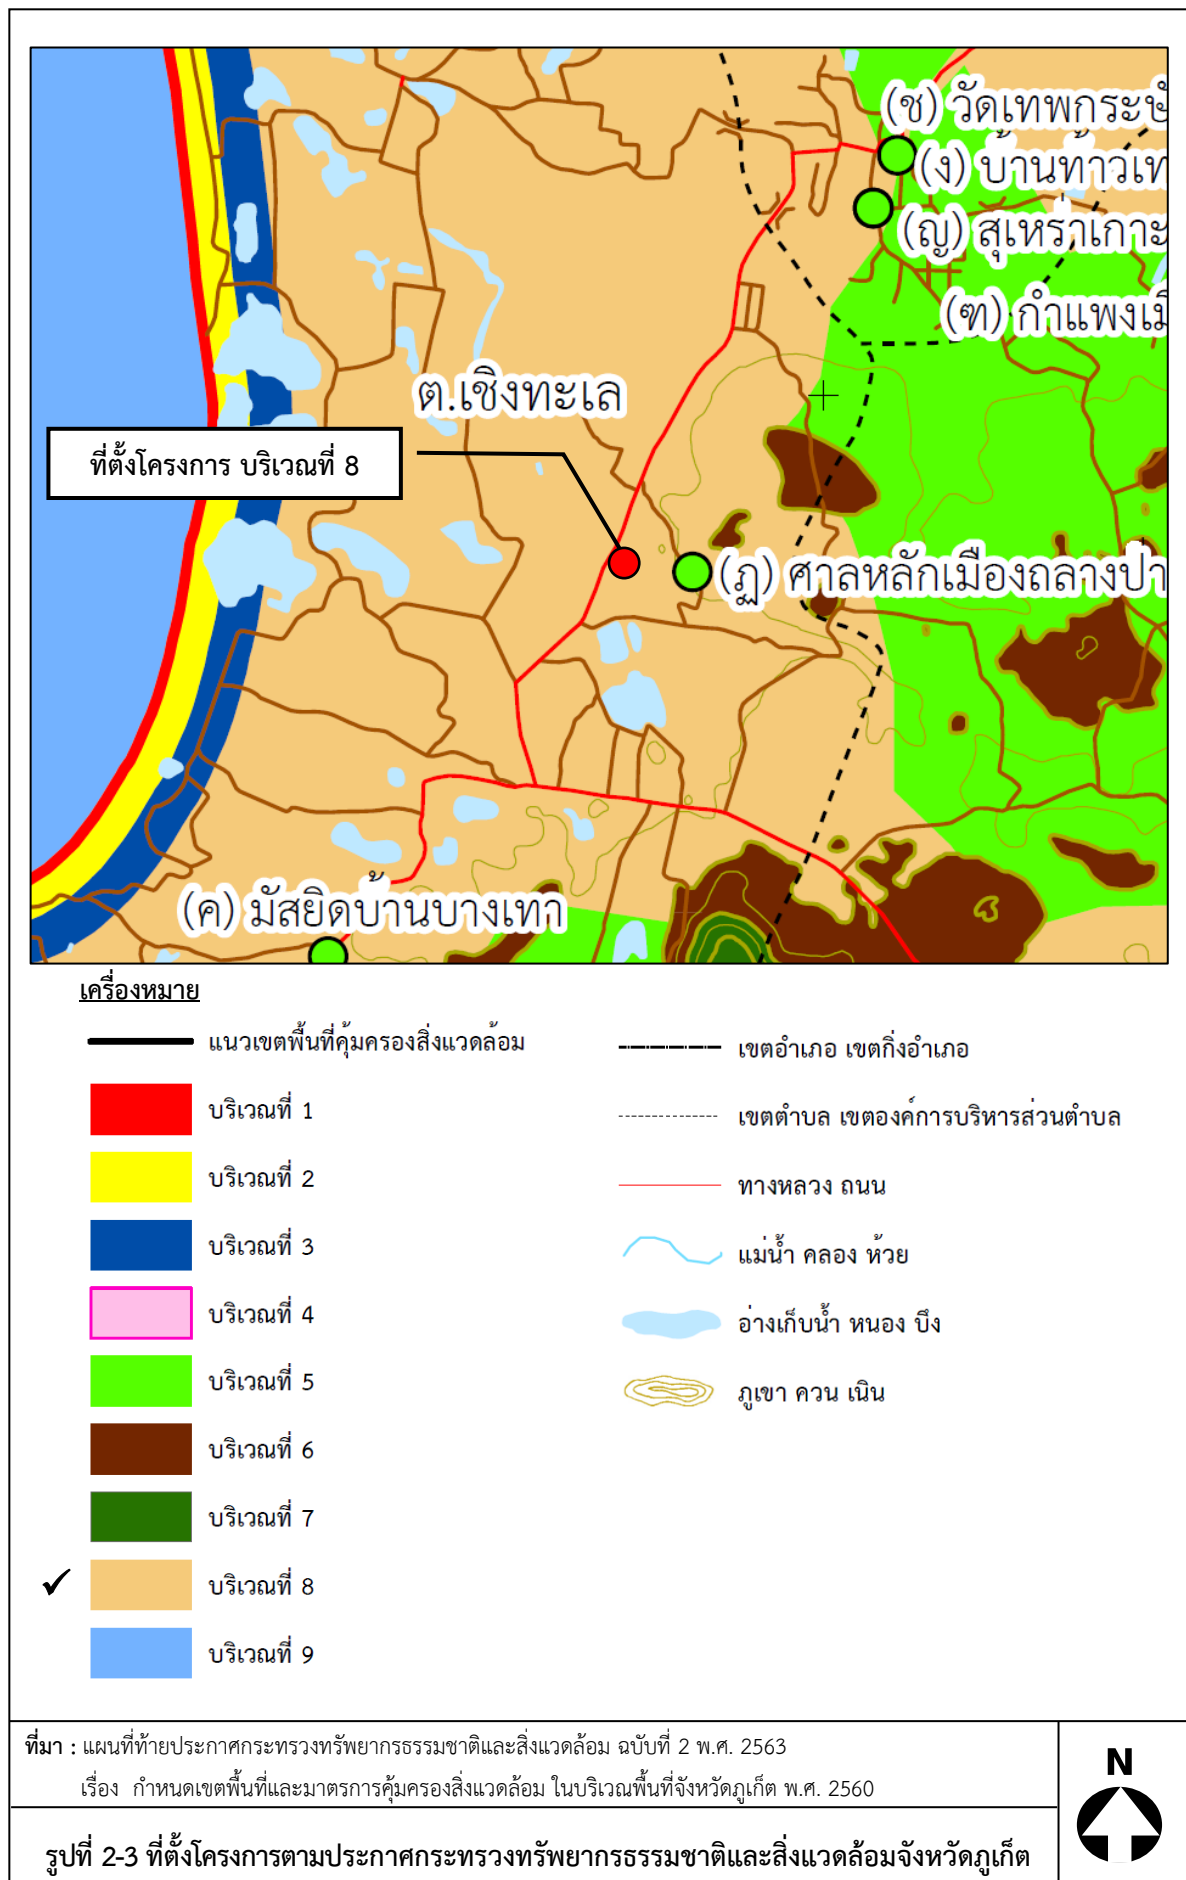 (ช) วัดเทพกระษั
(ง) บ้านท้าวเท
(ญ) สุเหร่าเกาะ
(ฑ) กำแพงเมื
ต.เชิงทะเล
ที่ตั้งโครงการ บริเวณที่ 8
(ฏ) ศาลหลักเมืองถลางป่า
(ค) มัสยิดบ้านบางเทา
เครื่องหมาย
แนวเขตพื้นที่คุ้มครองสิ่งแวดล้อม
บริเวณที่ 1
บริเวณที่ 2
บริเวณที่ 3
บริเวณที่ 4
บริเวณที่ 5
บริเวณที่ 6
บริเวณที่ 7
บริเวณที่ 8
บริเวณที่ 9
เขตอำเภอ เขตกิ่งอำเภอ
เขตตำบล เขตองค์การบริหารส่วนตำบล
ทางหลวง ถนน
แม่น้ำ คลอง ห้วย
อ่างเก็บน้ำ หนอง บึง
ภูเขา ควน เนิน
ที่มา : แผนที่ท้ายประกาศกระทรวงทรัพยากรธรรมชาติและสิ่งแวดล้อม ฉบับที่ 2 พ.ศ. 2563
เรื่อง กำหนดเขตพื้นที่และมาตรการคุ้มครองสิ่งแวดล้อม ในบริเวณพื้นที่จังหวัดภูเก็ต พ.ศ. 2560
N
รูปที่ 2-3 ที่ตั้งโครงการตามประกาศกระทรวงทรัพยากรธรรมชาติและสิ่งแวดล้อมจังหวัดภูเก็ต